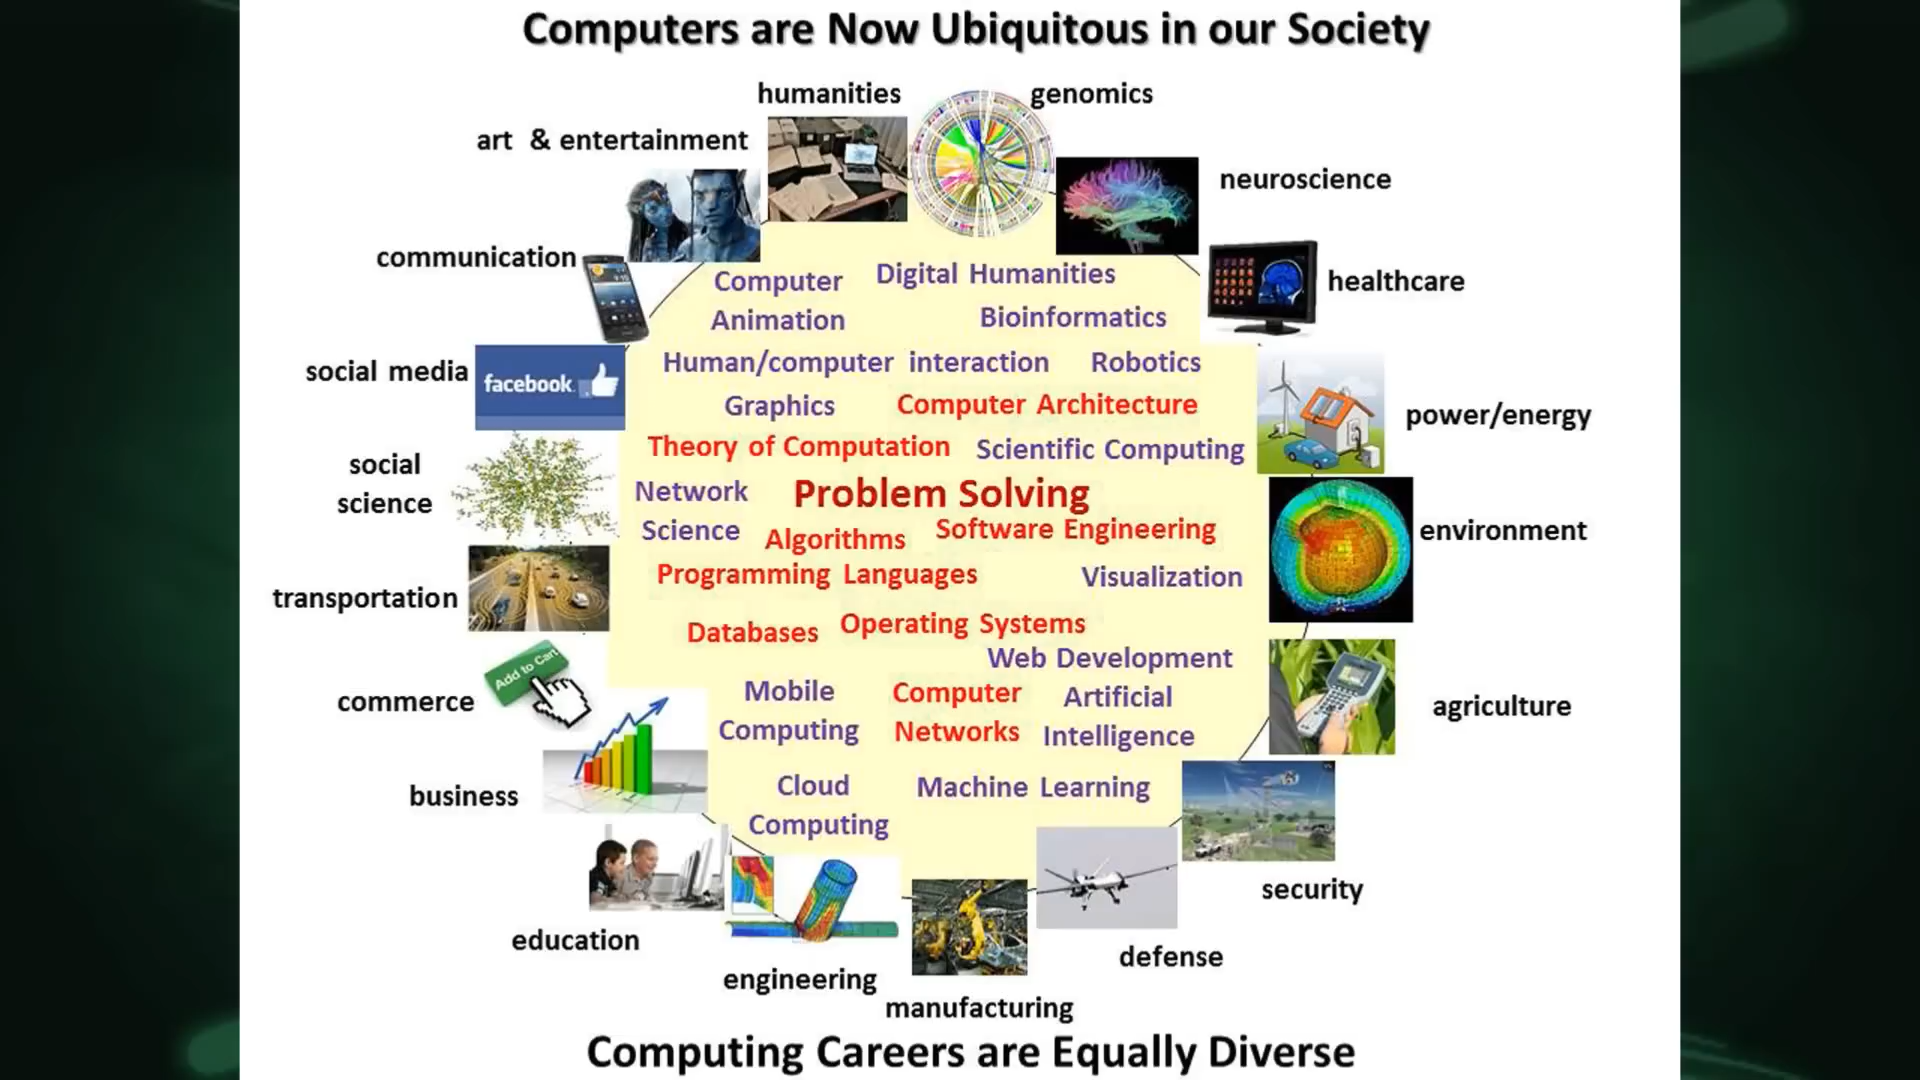 Computers are Now Ubiquitous in our Society
humanities
genomics
art & entertainment
neuroscience
communication
healthcare
Computer
Animation
Digital Humanities
Bioinformatics
social media
facebook
Human/computer interaction
Robotics
Graphics
Computer Architecture
power/energy
Theory of Computation
Scientific Computing
social
science
Network
Science
Problem Solving
Algorithms
Software Engineering
environment
Programming Languages
Visualization
transportation
Databases
Operating Systems
Web Development
Add to Cart
commerce
Mobile
Computing
Computer
Networks
Artificial
Intelligence
agriculture
business
Cloud
Computing
Machine Learning
security
education
defense
engineering
manufacturing
Computing Careers are Equally Diverse